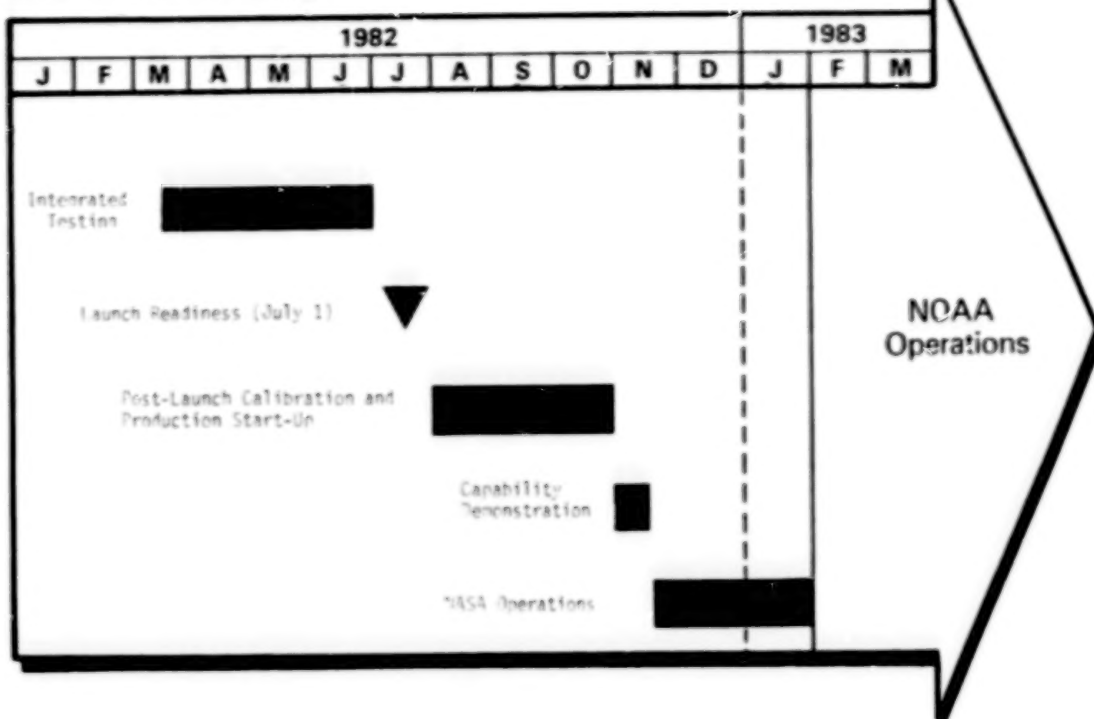 1982 1983
J F M A M J J A S O N D J F M
Integrated
Testing
Launch Readiness (July 1)
NOAA
Operations
Post-Launch Calibration and
Production Start-Up
Capability
Demonstration
NASA Operations